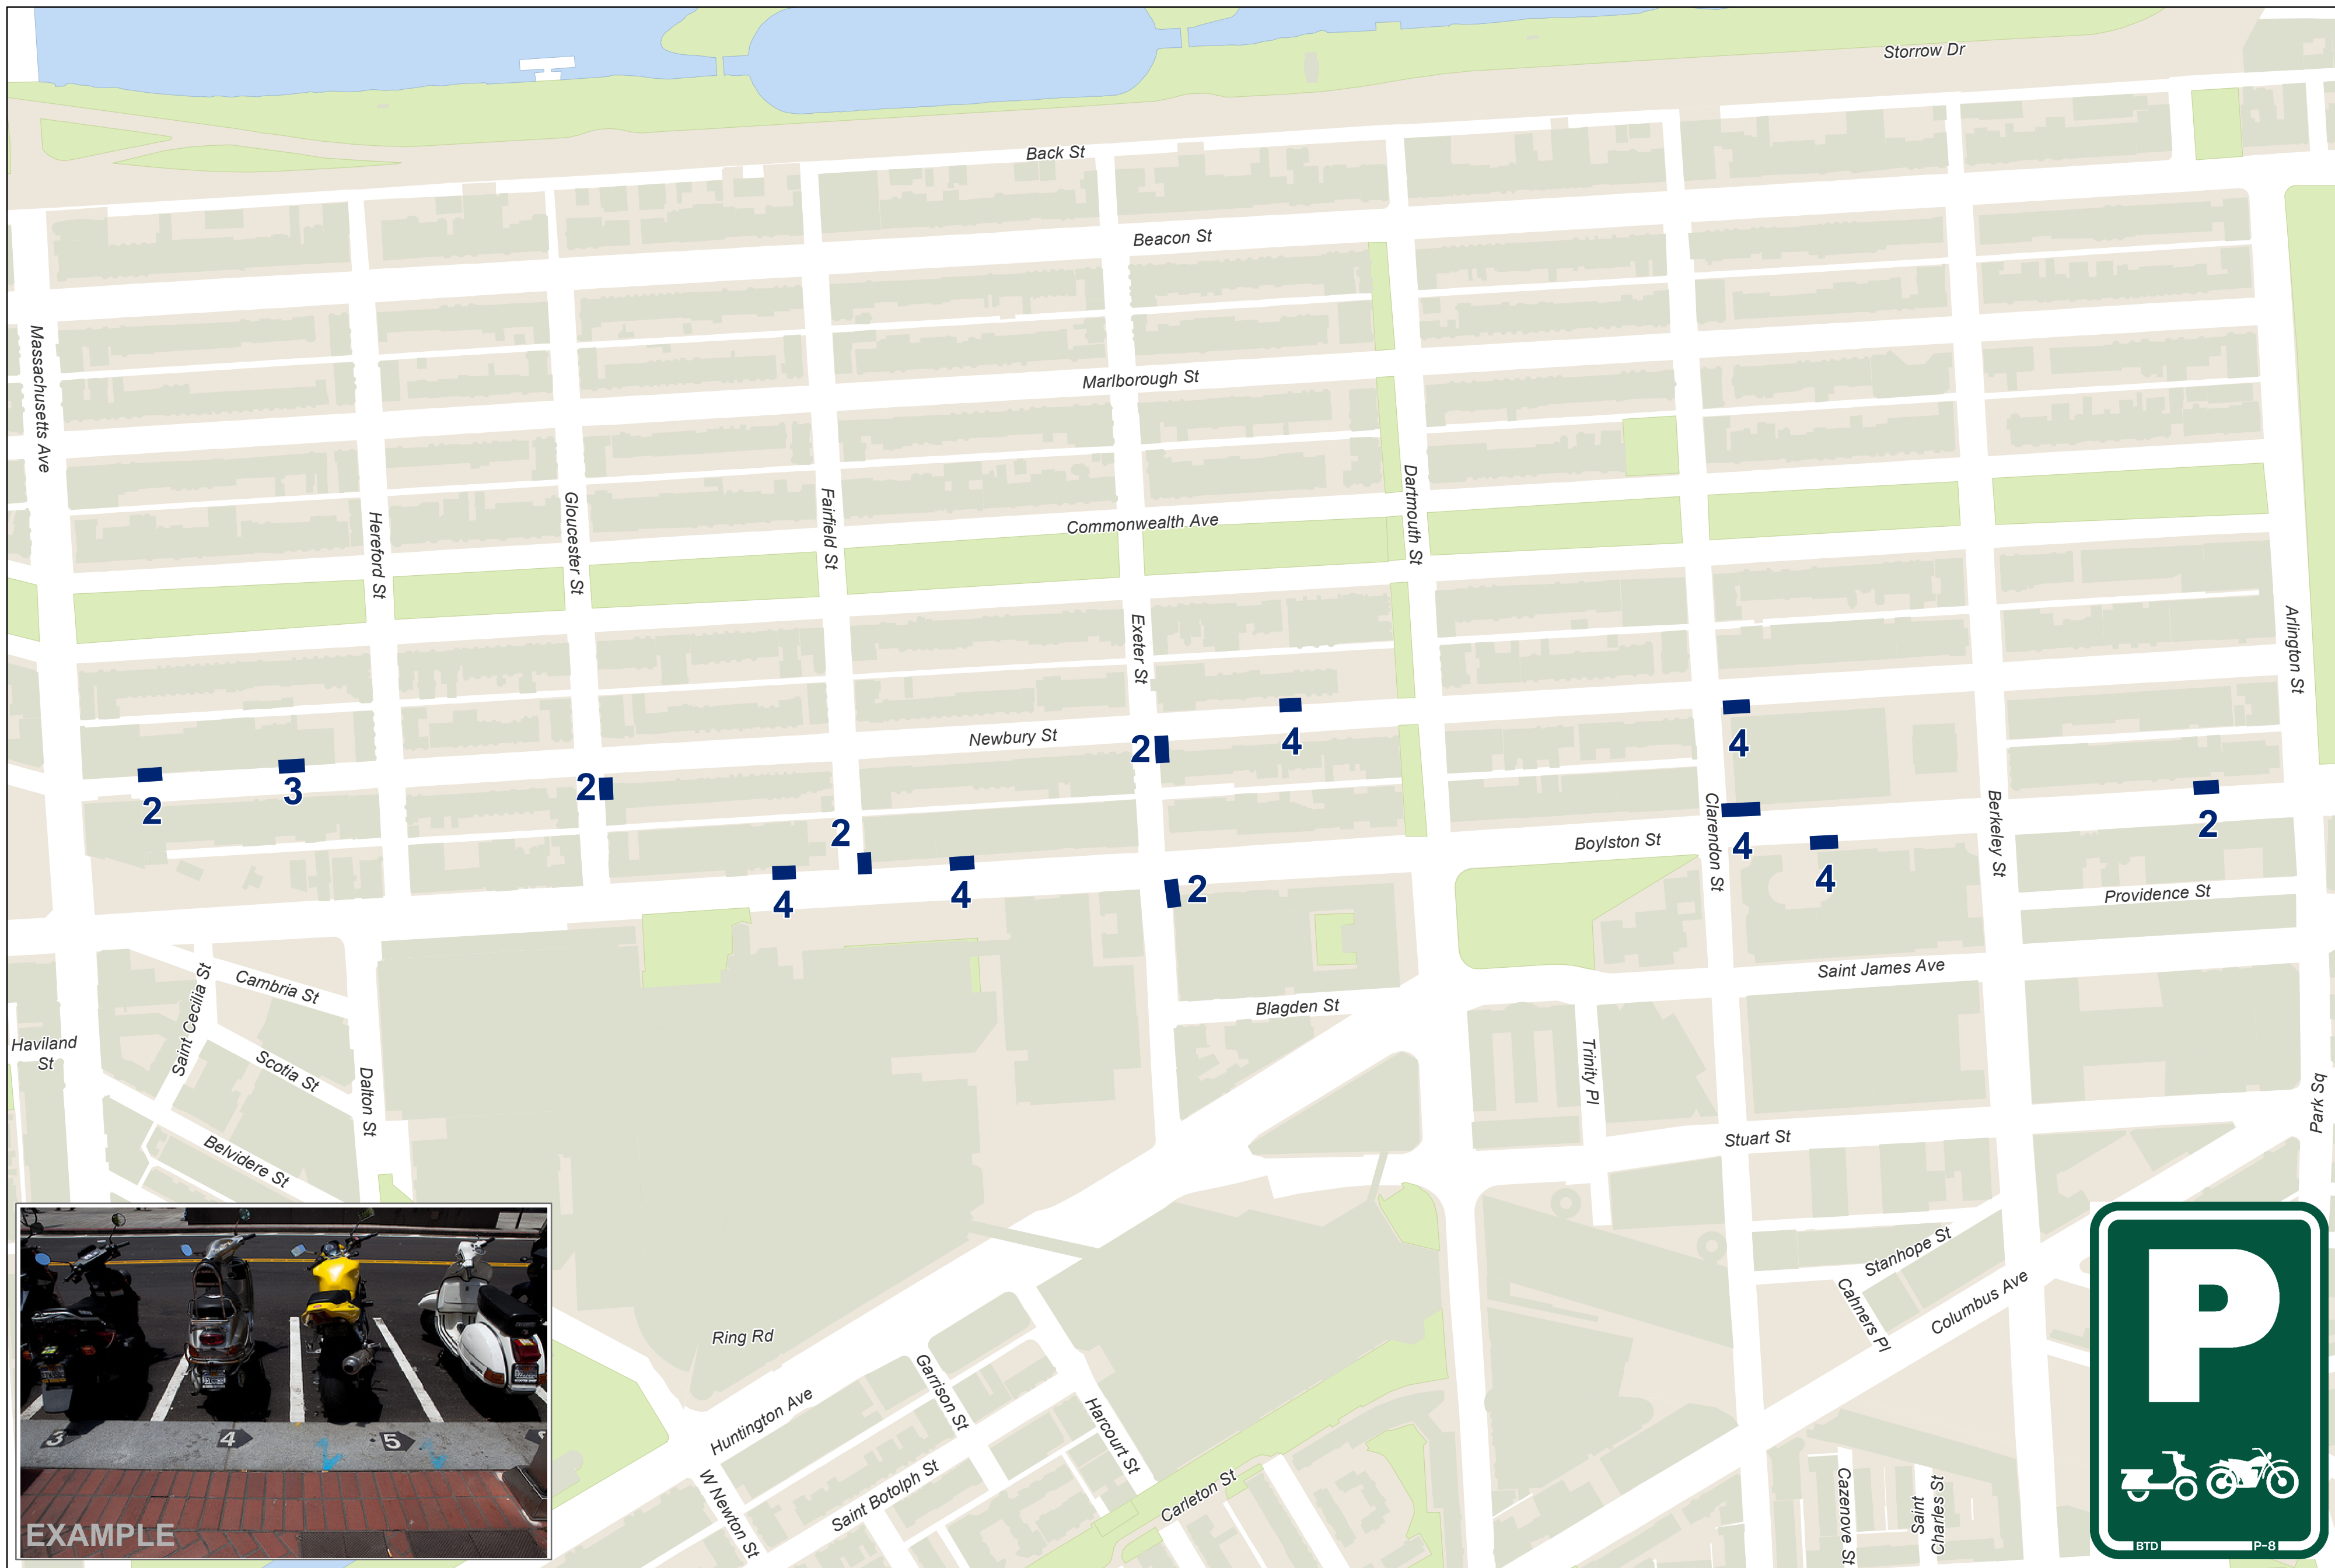 Storrow Dr
Back St
Beacon St
Massachusetts Ave
Marlborough St
Hereford St
Gloucester St
Fairfield St
Commonwealth Ave
Dartmouth St
Exeter St
Arlington St
Newbury St
2
3
2
2
4
4
2
4
4
2
Boylston St
Clarendon St
4
4
Berkeley St
2
4
2
Providence St
Saint James Ave
Cambria St
Saint Cecilia St
Blagden St
Haviland
St
Scotia St
Dalton St
Trinity Pl
Park Sq
Belvidere St
Stuart St
Stanhope St
Cahners Pl
Columbus Ave
Ring Rd
Huntington Ave
Garrison St
Harcourt St
W Newton St
Saint Botolph St
Carleton St
Cazenove St
Saint
Charles St
3
4
5
EXAMPLE
P
BTD P-8